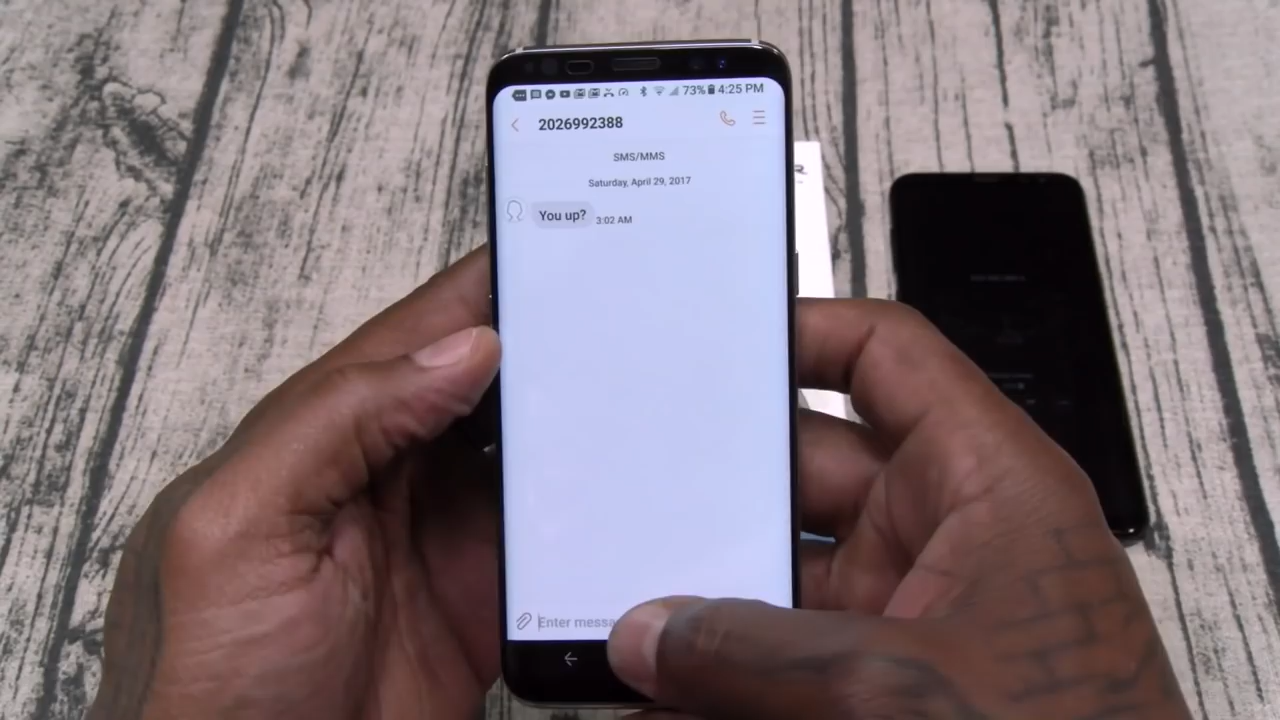 73% 4:25 PM
2026992388
SMS/MMS
Saturday, April 29, 2017
You up? 3:02 AM
Enter messa